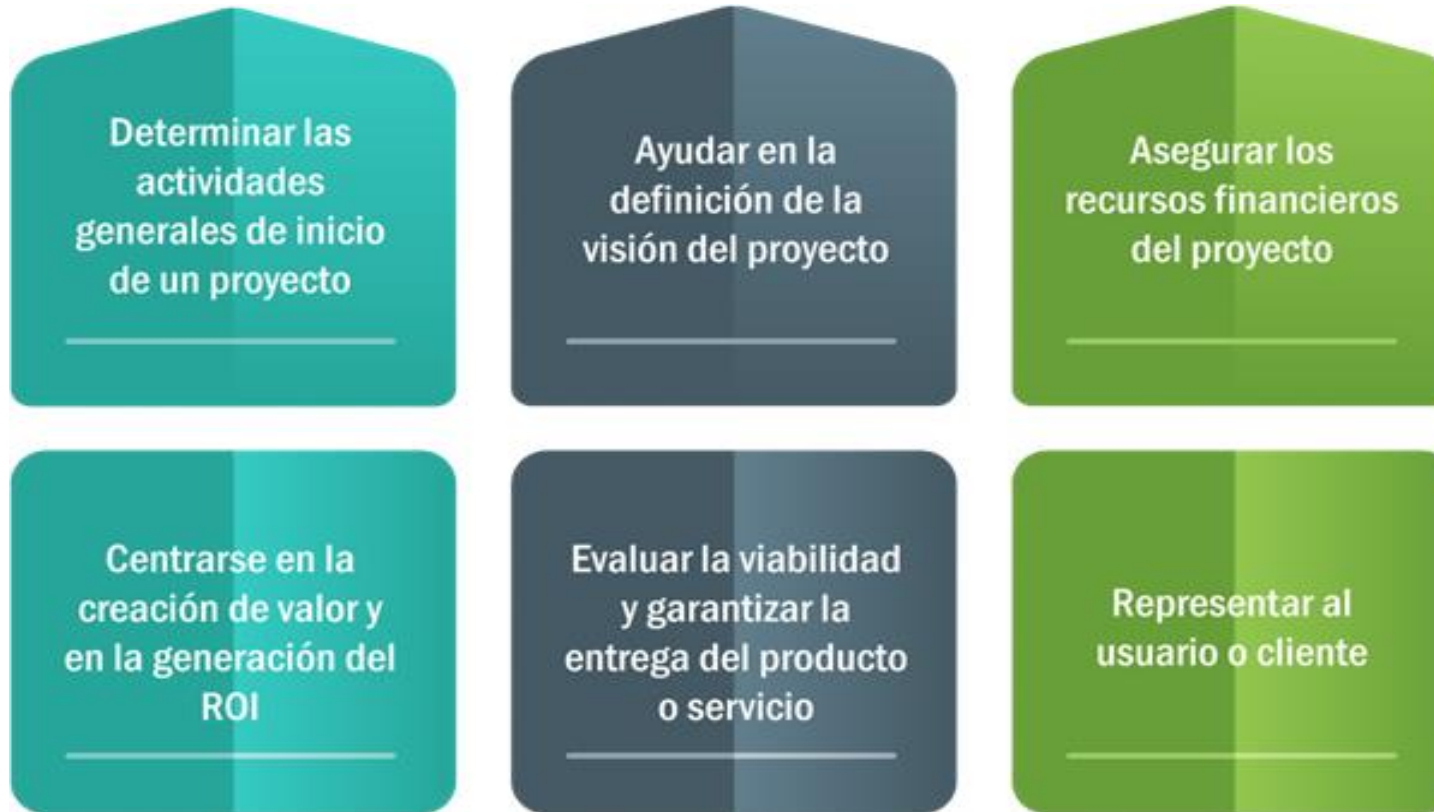 Determinar las
actividades
generales de inicio
de un proyecto
Ayudar en la
definición de la
visión del proyecto
Asegurar los
recursos financieros
del proyecto
Centrarse en la
creación de valor y
en la generación del
ROI
Evaluar la viabilidad
y garantizar la
entrega del producto
o servicio
Representar al
usuario o cliente